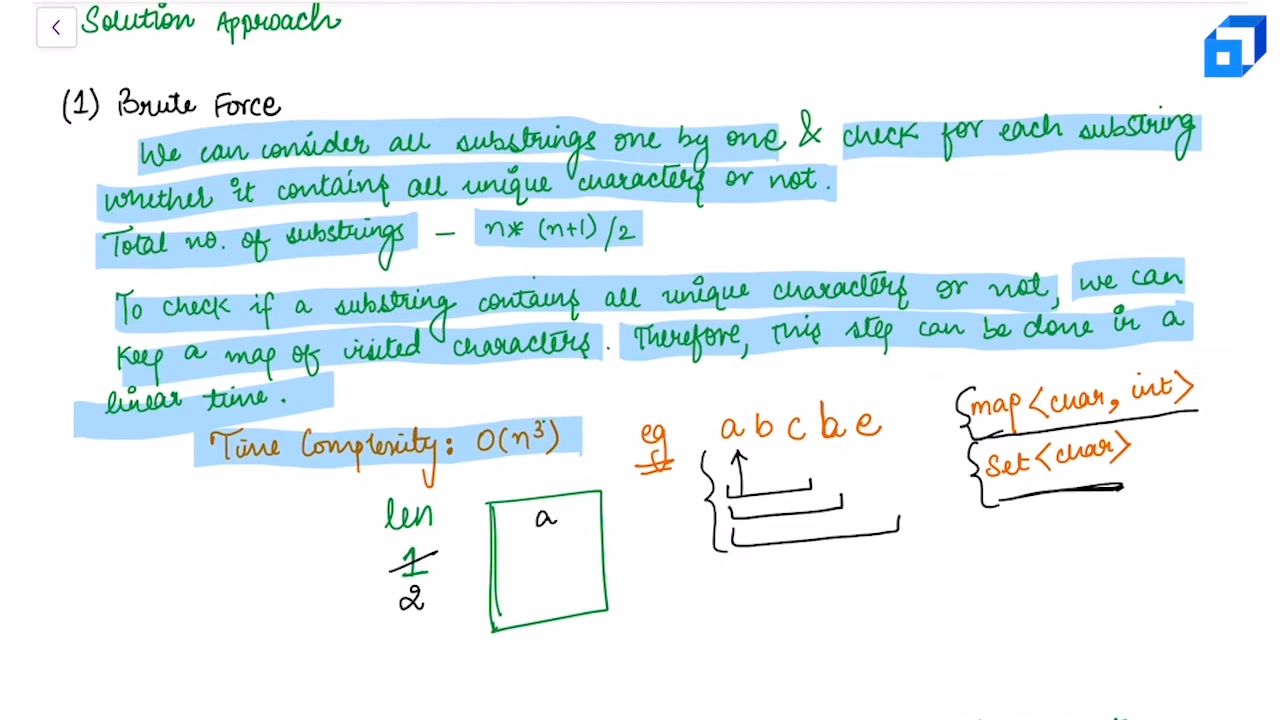 Solution Approach
(1) Brute Force
We can consider all substrings one by one & check for each substring
whether it contains all unique characters or not.
Total no. of substrings - n* (n+1)/2
To check if a substring contains all unique characters or not, we can
keep a map of visited characters. Therefore, this step can be done in a
linear time.
Time Complexity: O(n³)
eg a b c b a e
map <char, int>
set <char>
len
1
2
a